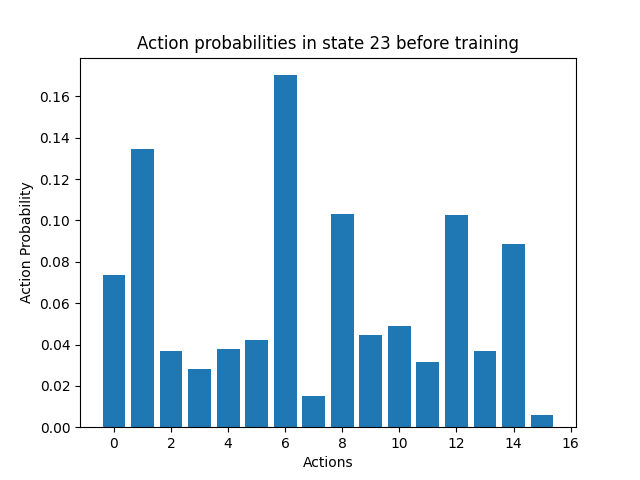 Action probabilities in state 23 before training
0.16
0.14
0.12
0.10
0.08
0.06
0.04
0.02
0.00
Action Probability
0 2 4 6 8 10 12 14 16
Actions